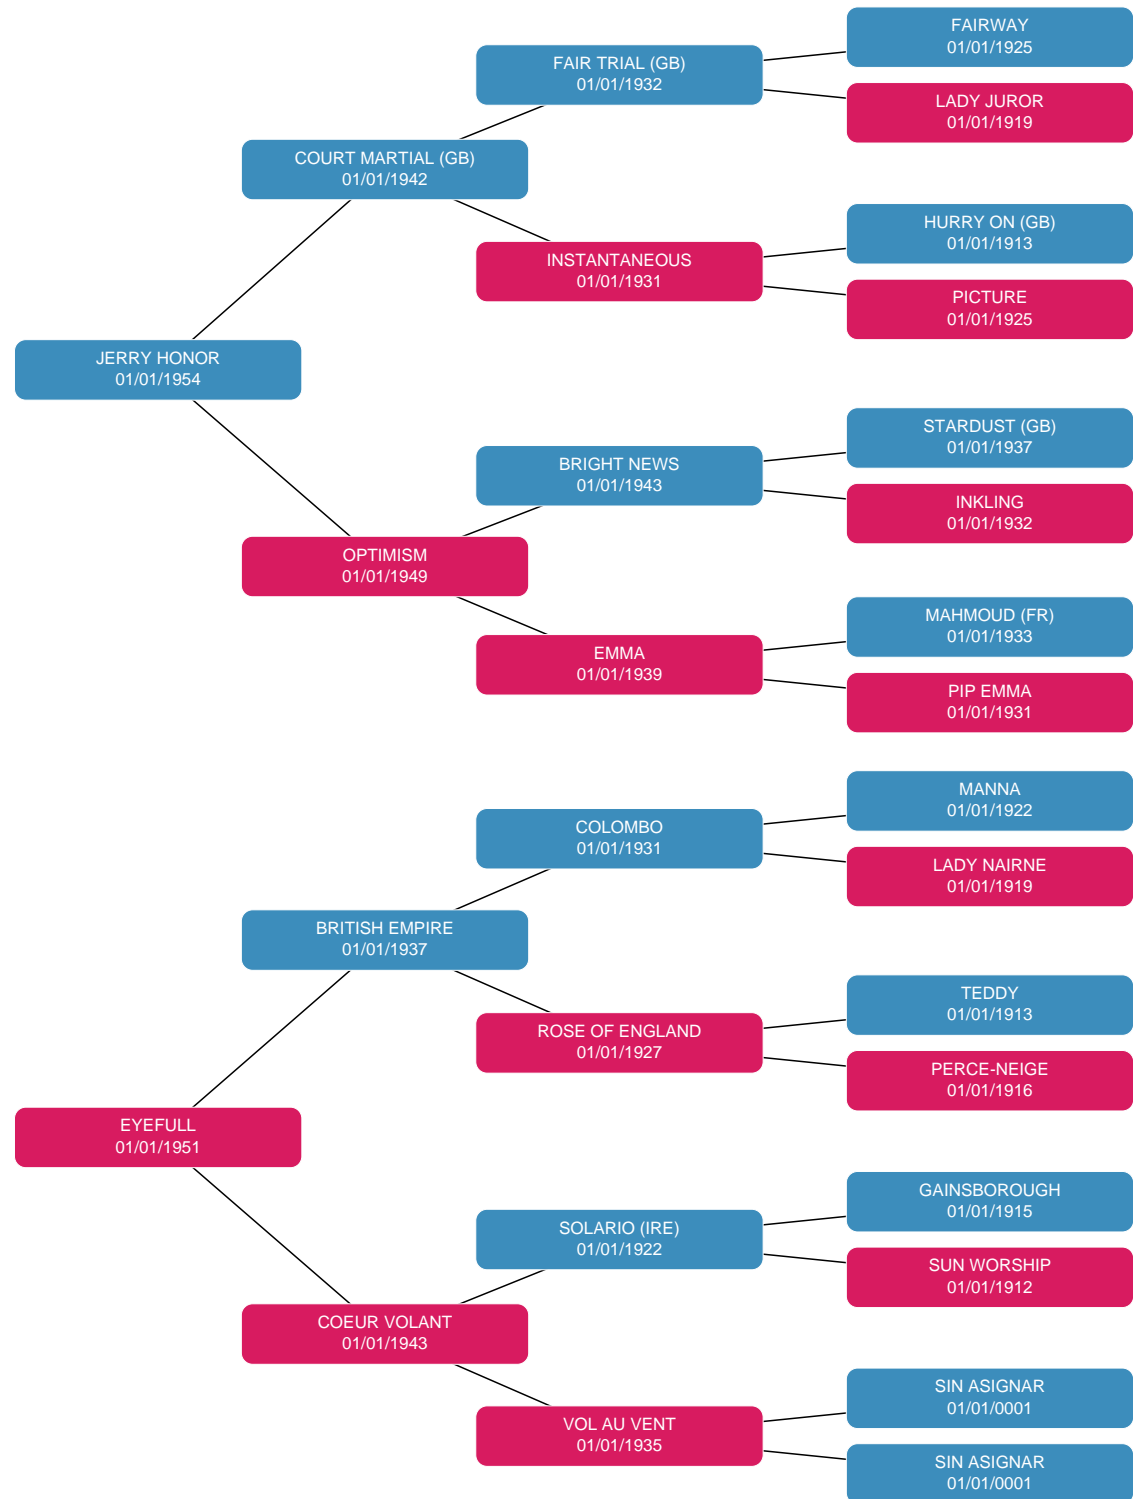 FAIRWAY
01/01/1925
FAIR TRIAL (GB)
01/01/1932
LADY JUROR
01/01/1919
COURT MARTIAL (GB)
01/01/1942
HURRY ON (GB)
01/01/1913
INSTANTANEOUS
01/01/1931
PICTURE
01/01/1925
JERRY HONOR
01/01/1954
STARDUST (GB)
01/01/1937
BRIGHT NEWS
01/01/1943
INKLING
01/01/1932
OPTIMISM
01/01/1949
MAHMOUD (FR)
01/01/1933
EMMA
01/01/1939
PIP EMMA
01/01/1931
MANNA
01/01/1922
COLOMBO
01/01/1931
LADY NAIRNE
01/01/1919
BRITISH EMPIRE
01/01/1937
TEDDY
01/01/1913
ROSE OF ENGLAND
01/01/1927
PERCE-NEIGE
01/01/1916
EYEFULL
01/01/1951
GAINSBOROUGH
01/01/1915
SOLARIO (IRE)
01/01/1922
SUN WORSHIP
01/01/1912
COEUR VOLANT
01/01/1943
SIN ASIGNAR
01/01/0001
VOL AU VENT
01/01/1935
SIN ASIGNAR
01/01/0001